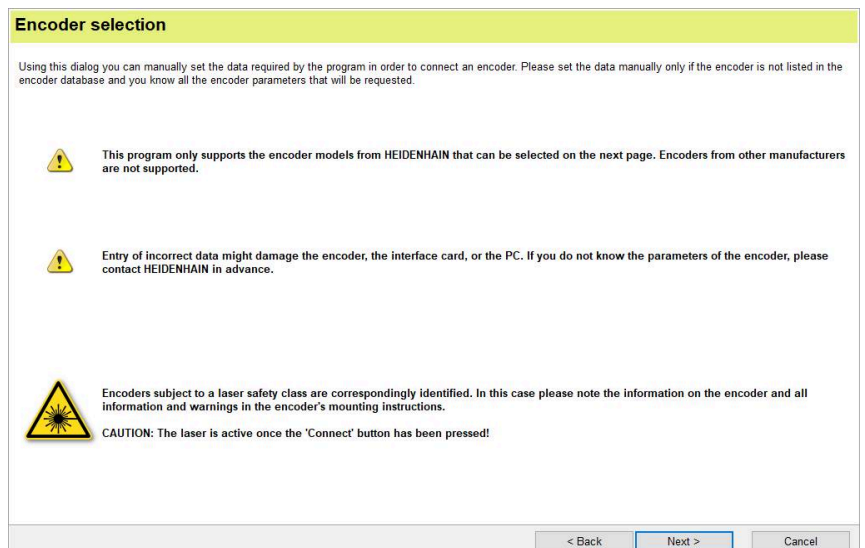 Encoder selection
Using this dialog you can manually set the data required by the program in order to connect an encoder. Please set the data manually only if the encoder is not listed in the
encoder database and you know all the encoder parameters that will be requested.
This program only supports the encoder models from HEIDENHAIN that can be selected on the next page. Encoders from other manufacturers
are not supported.
Entry of incorrect data might damage the encoder, the interface card, or the PC. If you do not know the parameters of the encoder, please
contact HEIDENHAIN in advance.
Encoders subject to a laser safety class are correspondingly identified. In this case please note the information on the encoder and all
information and warnings in the encoder's mounting instructions.
CAUTION: The laser is active once the 'Connect' button has been pressed!
< Back Next > Cancel